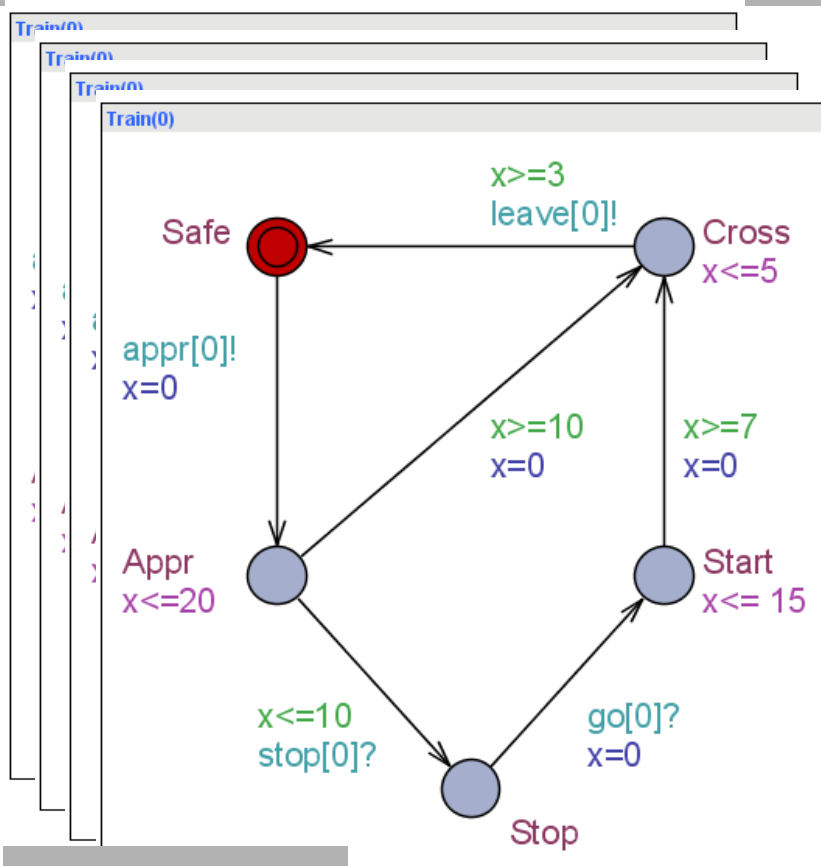 Train(0)
Train(0)
Train(0)
Train(0)
x>=3
leave[0]!
Safe
Cross
x<=5
appr[0]!
x=0
x>=10
x=0
x>=7
x=0
Appr
x<=20
Start
x<= 15
x<=10
stop[0]?
go[0]?
x=0
Stop